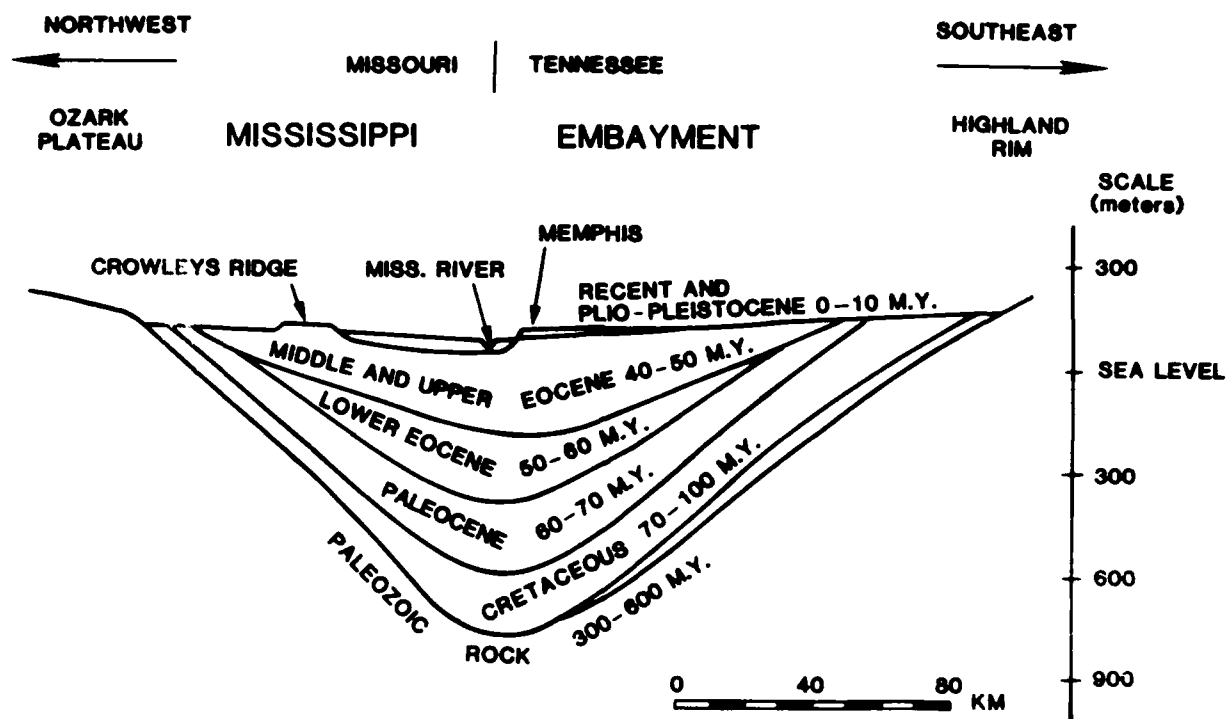 NORTHWEST
SOUTHEAST
MISSOURI | TENNESSEE
OZARK
PLATEAU
MISSISSIPPI EMBAYMENT
HIGHLAND
RIM
SCALE
(meters)
MEMPHIS
CROWLEYS RIDGE
MISS. RIVER
RECENT AND
PLIO-PLEISTOCENE 0-10 M.Y.
300
SEA LEVEL
300
600
900
MIDDLE AND UPPER EOCENE 40-50 M.Y.
LOWER EOCENE 50-60 M.Y.
PALEOCENE 60-70 M.Y.
CRETACEOUS 70-100 M.Y.
PALEOZOIC ROCK 300-600 M.Y.
0 40 80
KM